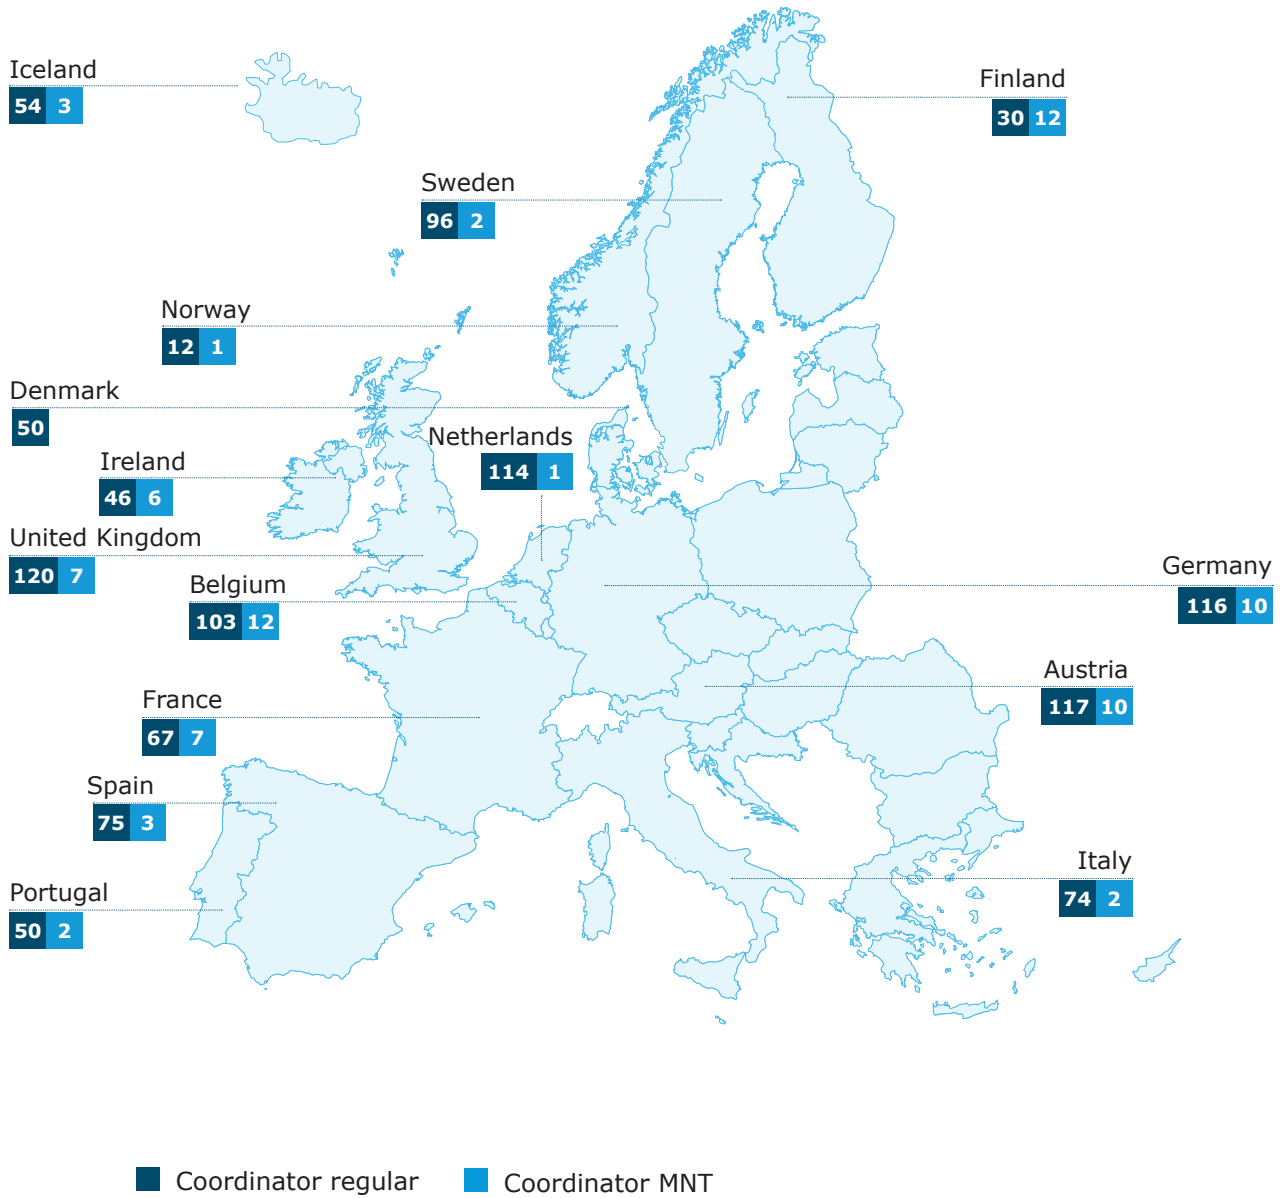 Iceland
54 3
Finland
30 12
Sweden
96 2
Norway
12 1
Denmark
50
Netherlands
114 1
Ireland
46 6
United Kingdom
120 7
Belgium
103 12
Germany
116 10
Austria
117 10
France
67 7
Spain
75 3
Italy
74 2
Portugal
50 2
Coordinator regular
Coordinator MNT